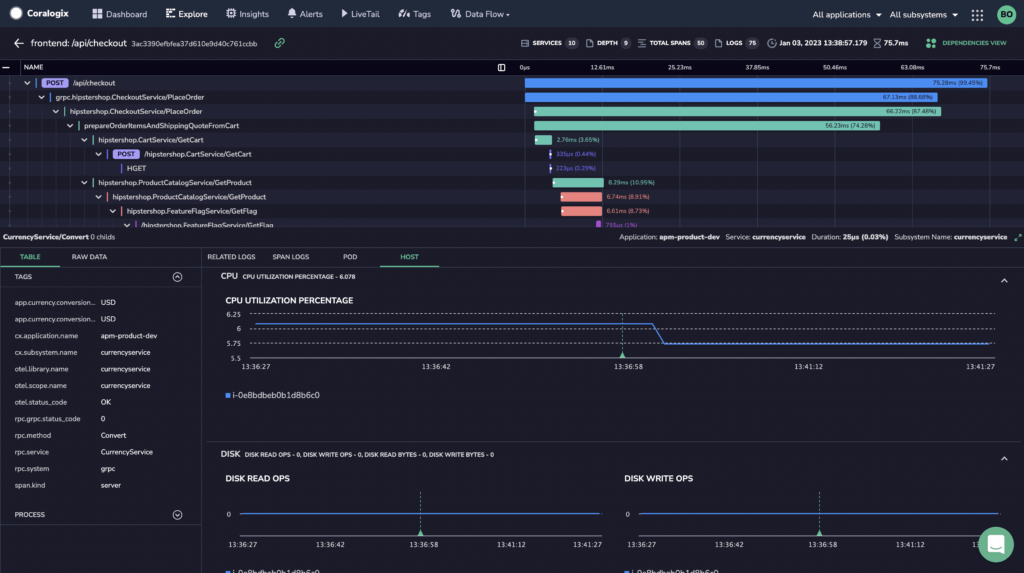 Coralogix Dashboard Explore Insights Alerts LiveTail Tags Data Flow All applications All subsystems BO
frontend: /api/checkout 3ac3390efbfea37d610e9d40c761ccbb SERVICES 10 DEPTH 9 TOTAL SPANS 50 LOGS 75 Jan 03, 2023 13:38:57.179 75.7ms DEPENDENCIES VIEW
NAME 0µs 12.61ms 25.23ms 37.85ms 50.46ms 63.08ms 75.7ms
POST /api/checkout 75.28ms (99.45%)
grpc.hipstershop.CheckoutService/PlaceOrder 67.13ms (88.68%)
hipstershop.CheckoutService/PlaceOrder 66.22ms (87.48%)
prepareOrderItemsAndShippingQuoteFromCart 56.23ms (74.28%)
hipstershop.CartService/GetCart 2.76ms (3.65%)
POST /hipstershop.CartService/GetCart 335µs (0.44%)
HGET 223µs (0.29%)
hipstershop.ProductCatalogService/GetProduct 8.29ms (10.95%)
hipstershop.ProductCatalogService/GetProduct 6.74ms (8.91%)
hipstershop.FeatureFlagService/GetFlag 6.61ms (8.73%)
/hipstershop.FeatureFlagService/GetFlag 755µs (1%)
CurrencyService/Convert 0 childs Application: apm-product-dev Service: currencyservice Duration: 25µs (0.03%) Subsystem Name: currencyservice
TABLE RAW DATA RELATED LOGS SPAN LOGS POD HOST
TAGS
app.currency.conversion... USD
app.currency.conversion... USD
cx.application.name apm-product-dev
cx.subsystem.name currencyservice
otel.library.name currencyservice
otel.scope.name currencyservice
otel.status_code OK
rpc.grpc.status_code 0
rpc.method Convert
rpc.service CurrencyService
rpc.system grpc
span.kind server
PROCESS
CPU CPU UTILIZATION PERCENTAGE - 6.078
CPU UTILIZATION PERCENTAGE
6.25
6
5.75
5.5
13:36:27 13:36:42 13:36:58 13:41:12 13:41:27
i-0e8bdbeb0b1d8b6c0
DISK DISK READ OPS - 0, DISK WRITE OPS - 0, DISK READ BYTES - 0, DISK WRITE BYTES - 0
DISK READ OPS DISK WRITE OPS
0 0
13:36:27 13:36:42 13:36:58 13:41:12 13:41:27 13:36:27 13:36:42 13:36:58 13:41:12
i-0e8bdbeb0b1d8b6c0 i-0e8bdbeb0b1d8b6c0